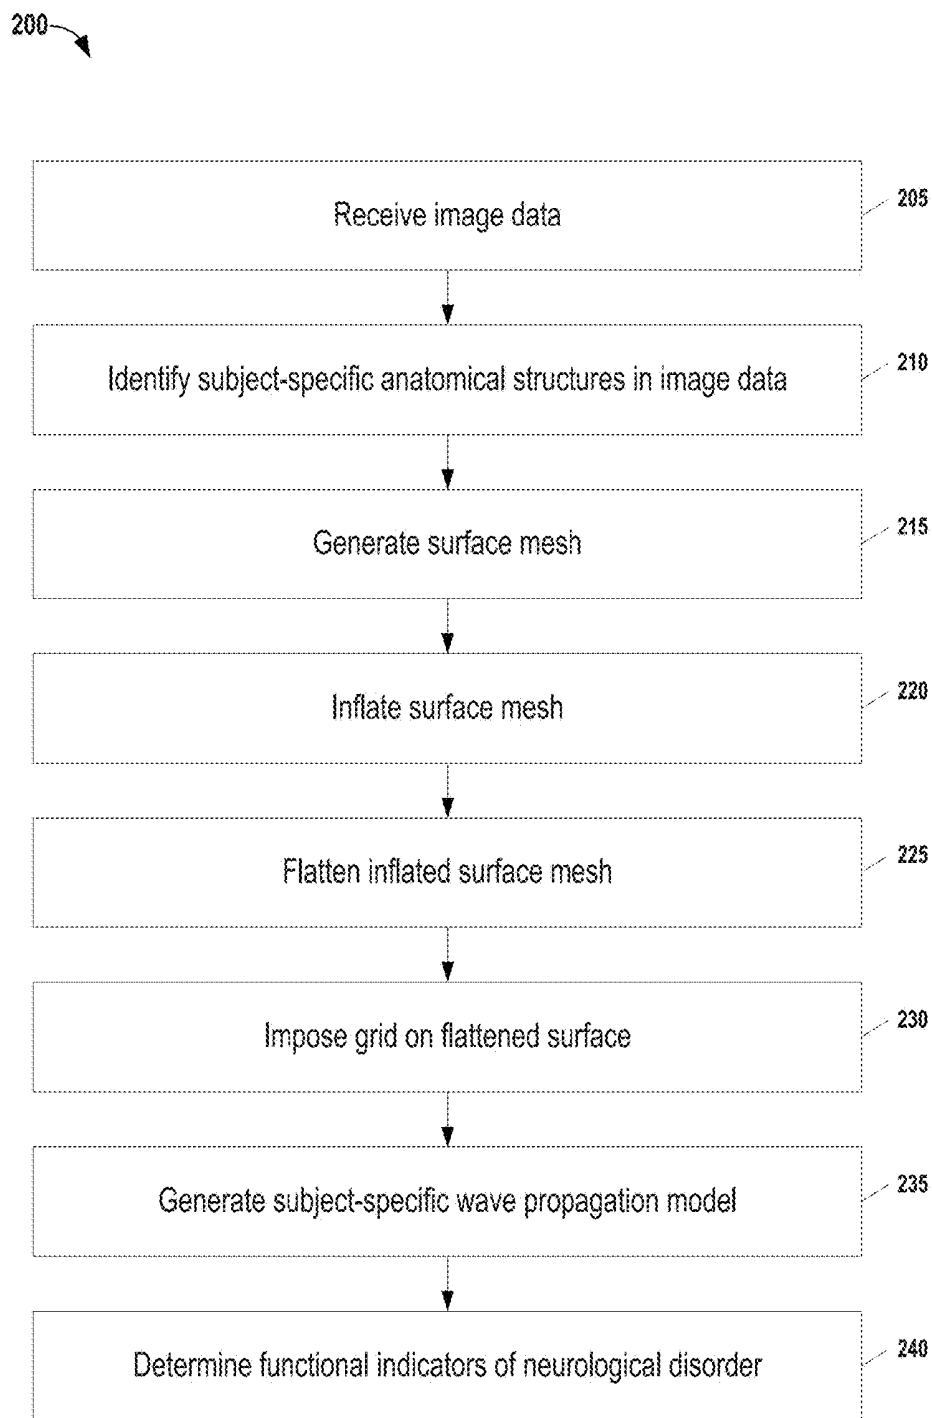 200
Receive image data
205
Identify subject-specific anatomical structures in image data
210
Generate surface mesh
215
Inflate surface mesh
220
Flatten inflated surface mesh
225
Impose grid on flattened surface
230
Generate subject-specific wave propagation model
235
Determine functional indicators of neurological disorder
240